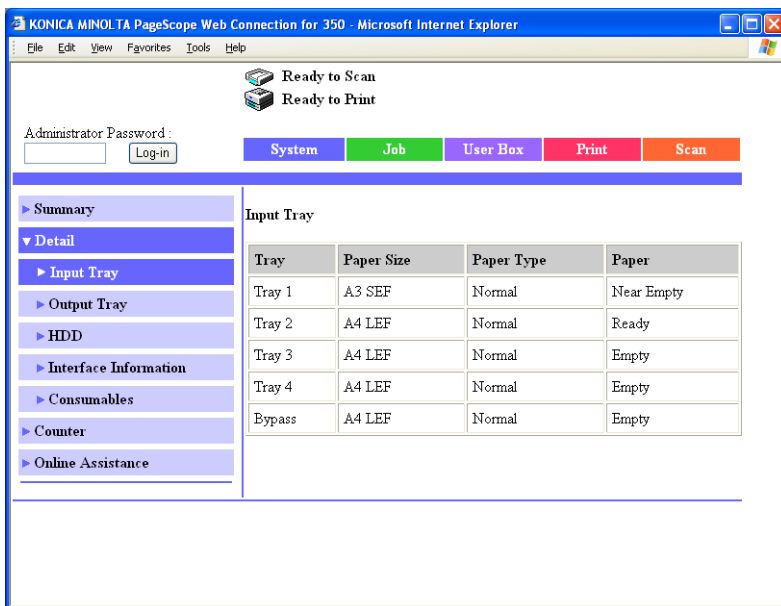 KONICA MINOLTA PageScope Web Connection for 350 - Microsoft Internet Explorer
File Edit View Favorites Tools Help
Ready to Scan
Ready to Print
Administrator Password :
Log-in
System Job User Box Print Scan
Summary
Detail
Input Tray
Output Tray
HDD
Interface Information
Consumables
Counter
Online Assistance
Input Tray
Tray Paper Size Paper Type Paper
Tray 1 A3 SEF Normal Near Empty
Tray 2 A4 LEF Normal Ready
Tray 3 A4 LEF Normal Empty
Tray 4 A4 LEF Normal Empty
Bypass A4 LEF Normal Empty